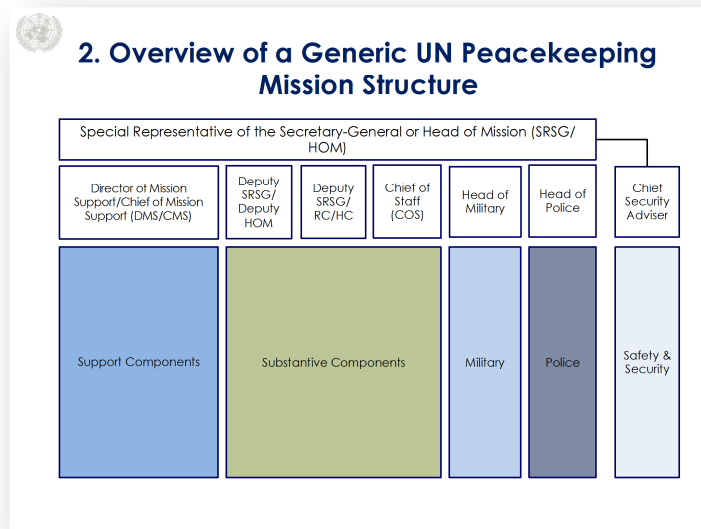 2. Overview of a Generic UN Peacekeeping
Mission Structure
Special Representative of the Secretary-General or Head of Mission (SRSG/
HOM)
Director of Mission
Support/Chief of Mission
Support (DMS/CMS)
Deputy
SRSG/
Deputy
HOM
Deputy
SRSG/
RC/HC
Chief of
Staff
(COS)
Head of
Military
Head of
Police
Chief
Security
Adviser
Support Components
Substantive Components
Military
Police
Safety &
Security